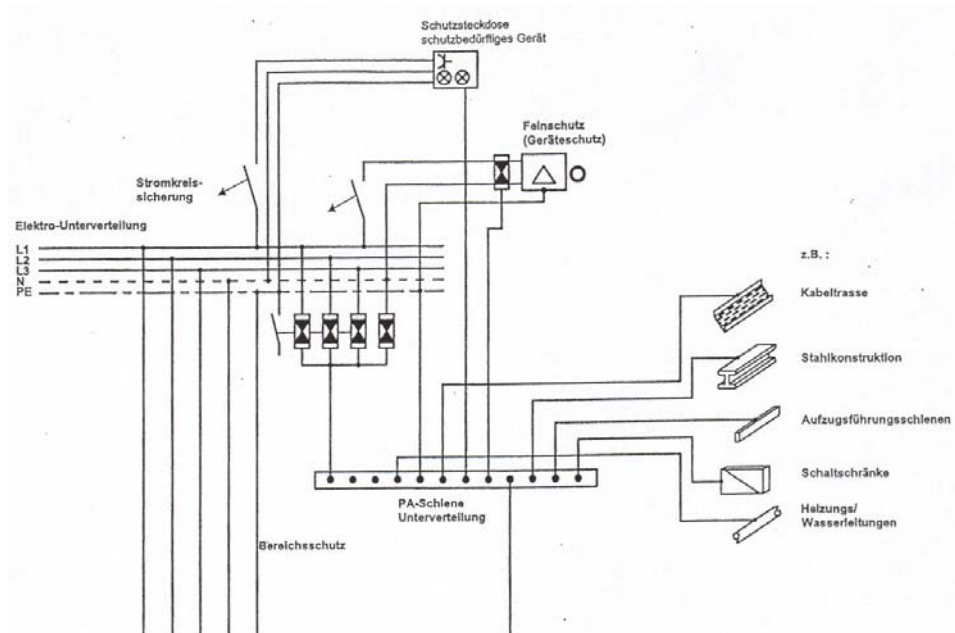 Schutzsteckdose
schutzbedürftiges Gerät
Feinschutz
(Geräteschutz)
Stromkreis-
sicherung
Elektro-Unterverteilung
L1
L2
L3
N
PE
z.B. :
Kabeltrasse
Stahlkonstruktion
Aufzugsführungsschienen
Schaltschränke
PA-Schiene
Unterverteilung
Heizungs/
Wasserleitungen
Bereichsschutz